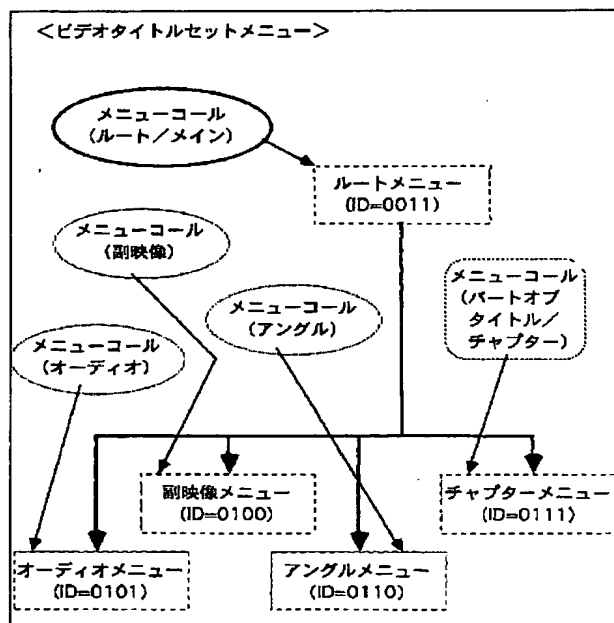 <ビデオタイトルセットメニュー>
メニューコール
(ルート/メイン)
ルートメニュー
(ID=0011)
メニューコール
(副映像)
メニューコール
(アングル)
メニューコール
(パートオブ
タイトル/
チャプター)
メニューコール
(オーディオ)
副映像メニュー
(ID=0100)
チャプターメニュー
(ID=0111)
オーディオメニュー
(ID=0101)
アングルメニュー
(ID=0110)